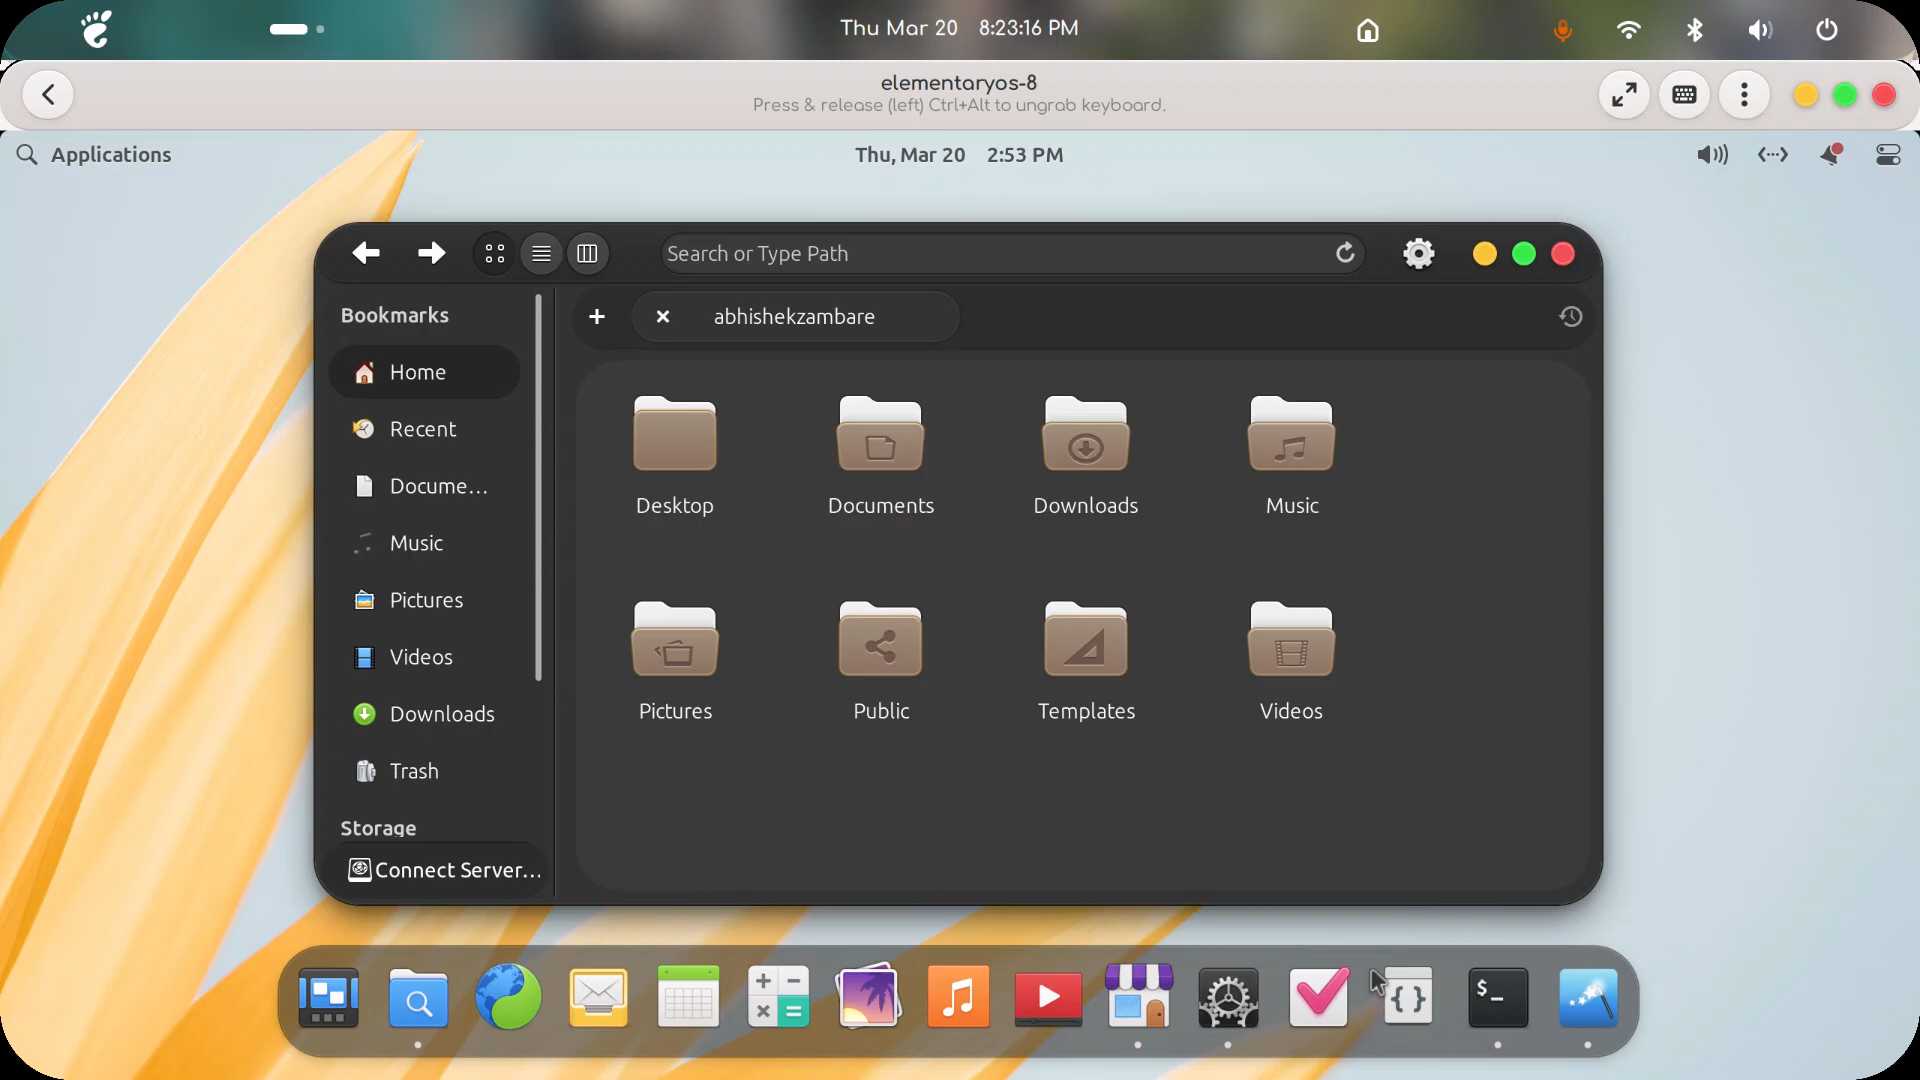 Thu Mar 20 8:23:16 PM
elementaryos-8
Press & release (left) Ctrl+Alt to ungrab keyboard.
Applications
Thu, Mar 20 2:53 PM
Search or Type Path
Bookmarks
abhishekzambare
Home
Recent
Docume...
Music
Pictures
Videos
Downloads
Trash
Storage
Connect Server...
Desktop
Documents
Downloads
Music
Pictures
Public
Templates
Videos